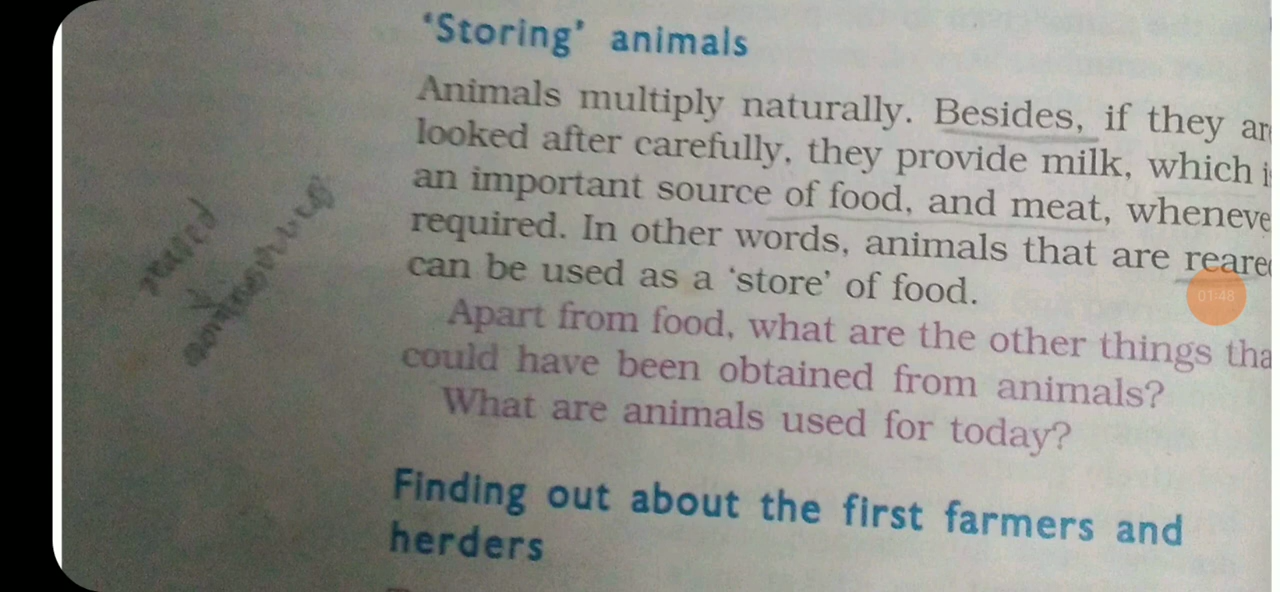 'Storing' animals
Animals multiply naturally. Besides, if they ar
looked after carefully, they provide milk, which i
an important source of food, and meat, wheneve
required. In other words, animals that are reare
can be used as a 'store' of food.
Apart from food, what are the other things tha
could have been obtained from animals?
What are animals used for today?
Finding out about the first farmers and
herders
01:48